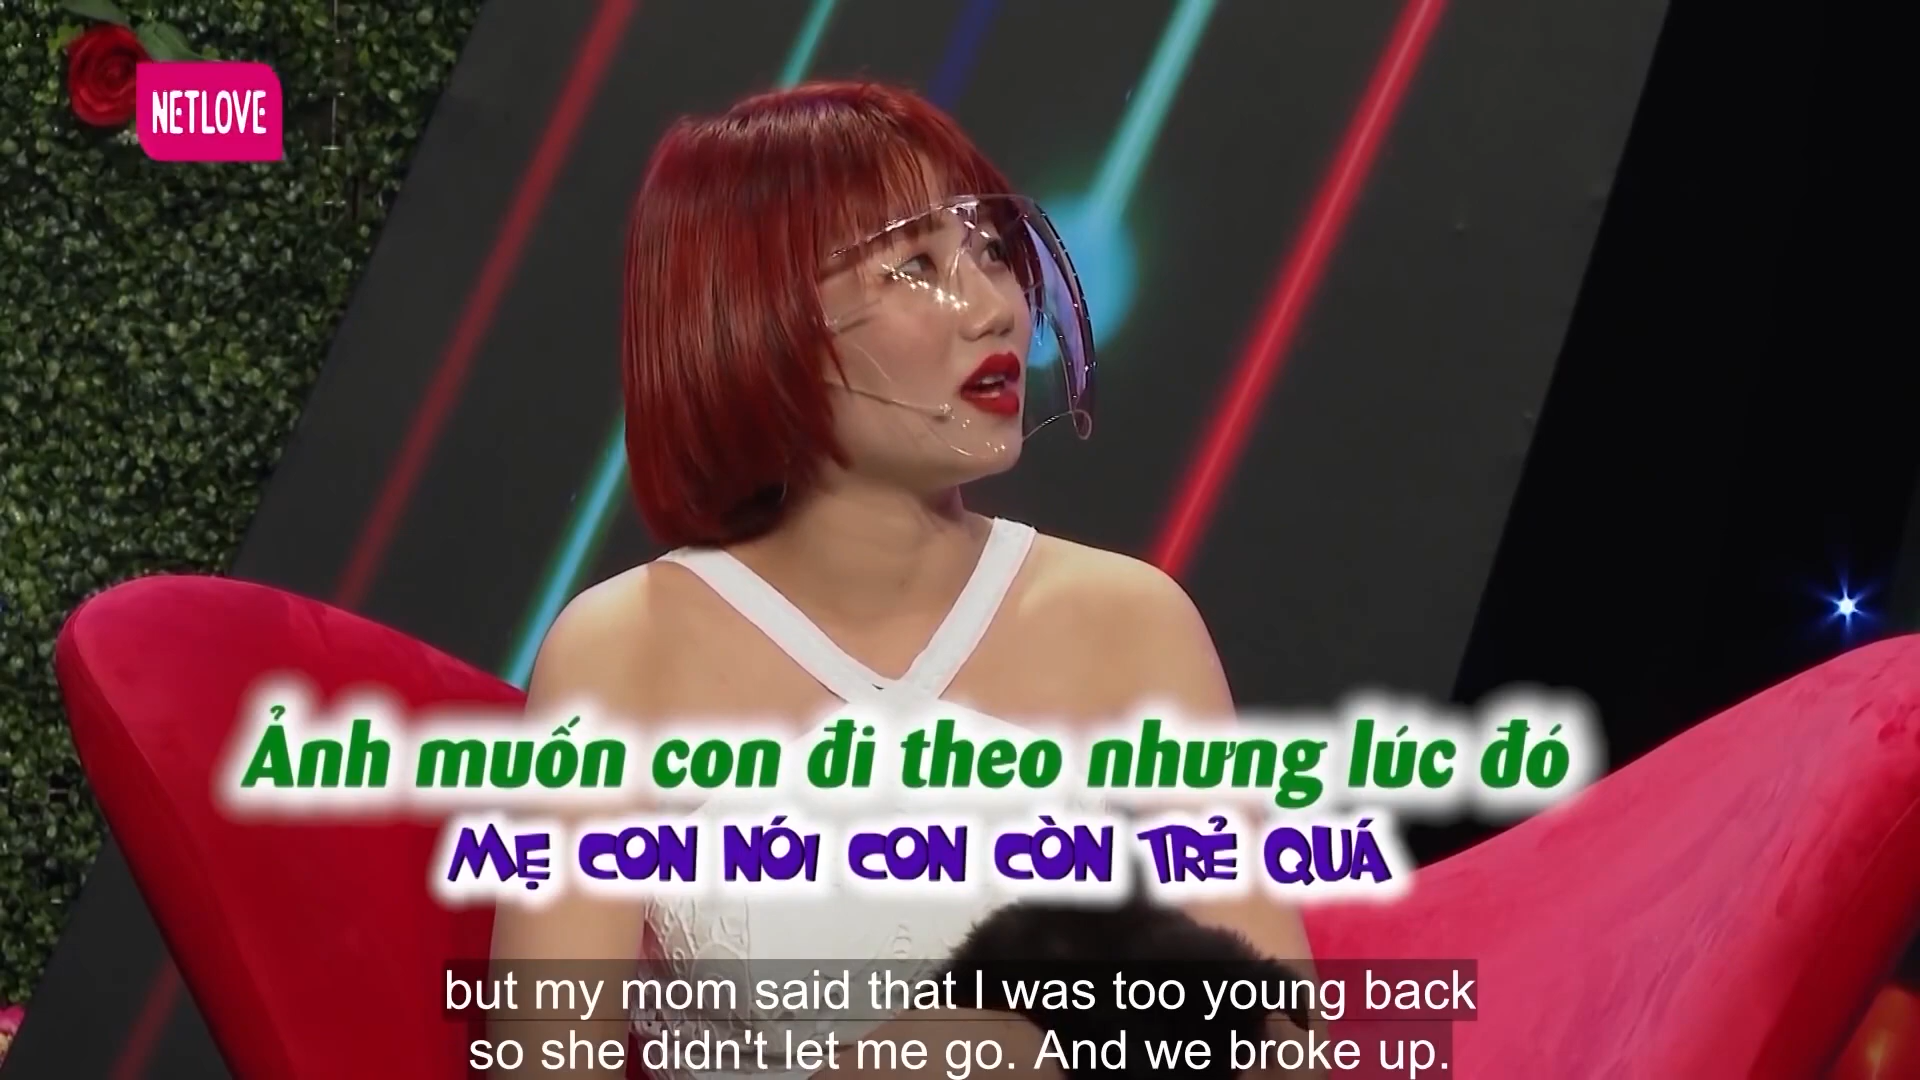 NETLOVE
Ảnh muốn con đi theo nhưng lúc đó
MẸ CON NÓI CON CÒN TRẺ QUÁ
but my mom said that I was too young back
so she didn't let me go. And we broke up.